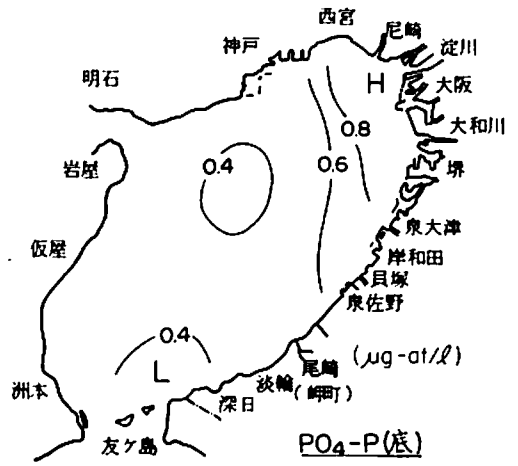 西宮
尼崎
淀川
神戸
H
大阪
明石
0.8
大和川
岩屋
0.4
0.6
堺
泉大津
仮屋
岸和田
貝塚
泉佐野
0.4
(μg-at/l)
L
尾崎
洲本
淡輪
(岬町)
深日
友ケ島
PO4-P(底)